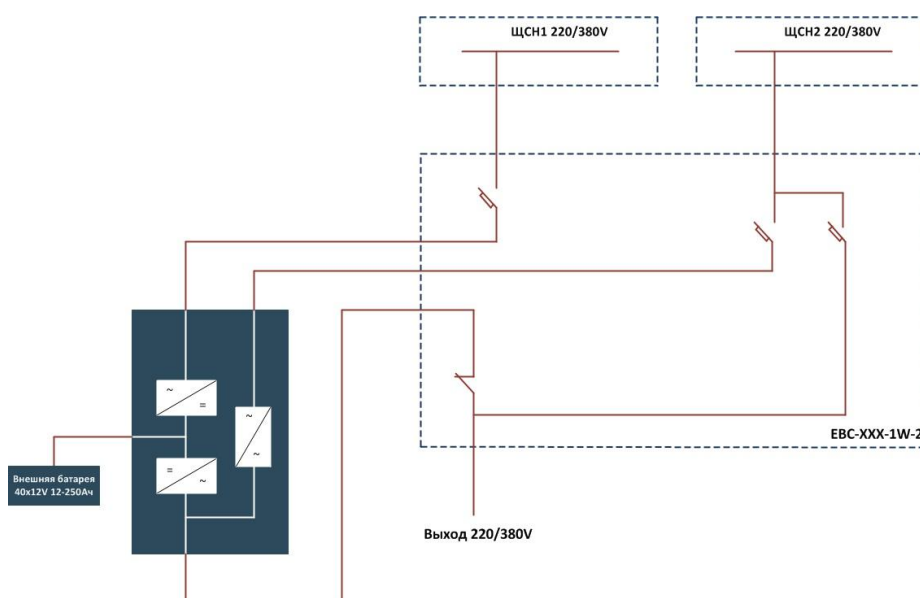 ЩСН1 220/380V
ЩСН2 220/380V
~
=
~
=
~
~
EBC-XXX-1W-2
Внешняя батарея
40x12V 12-250Ач
Выход 220/380V